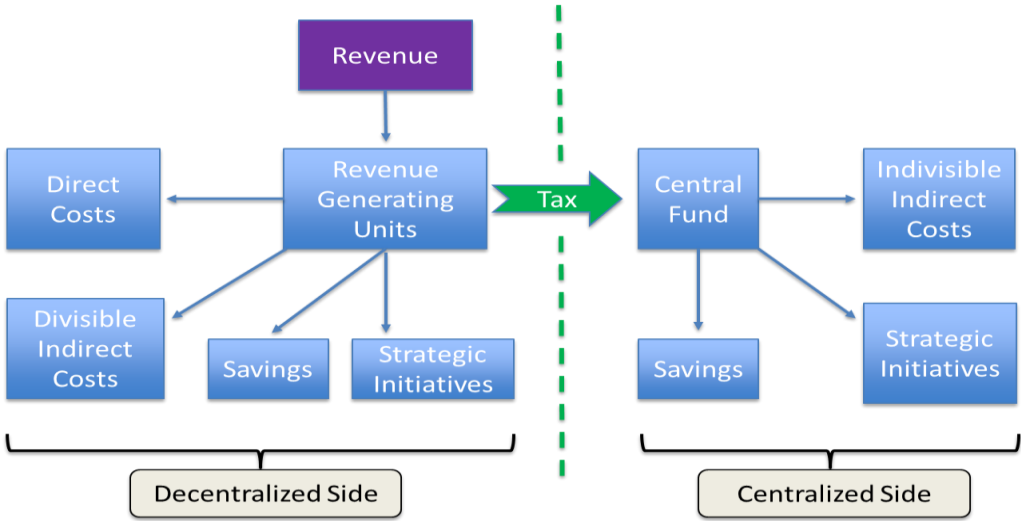 Revenue
Direct
Costs
Revenue
Generating
Units
Tax
Central
Fund
Indivisible
Indirect
Costs
Divisible
Indirect
Costs
Savings
Strategic
Initiatives
Savings
Strategic
Initiatives
Decentralized Side
Centralized Side